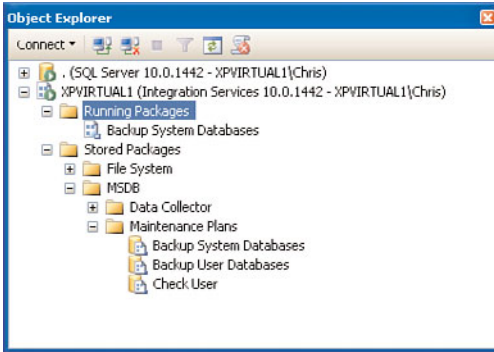 Object Explorer
Connect
. (SQL Server 10.0.1442 - XPVIRTUAL1\Chris)
XPVIRTUAL1 (Integration Services 10.0.1442 - XPVIRTUAL1\Chris)
Running Packages
Backup System Databases
Stored Packages
File System
MSDB
Data Collector
Maintenance Plans
Backup System Databases
Backup User Databases
Check User